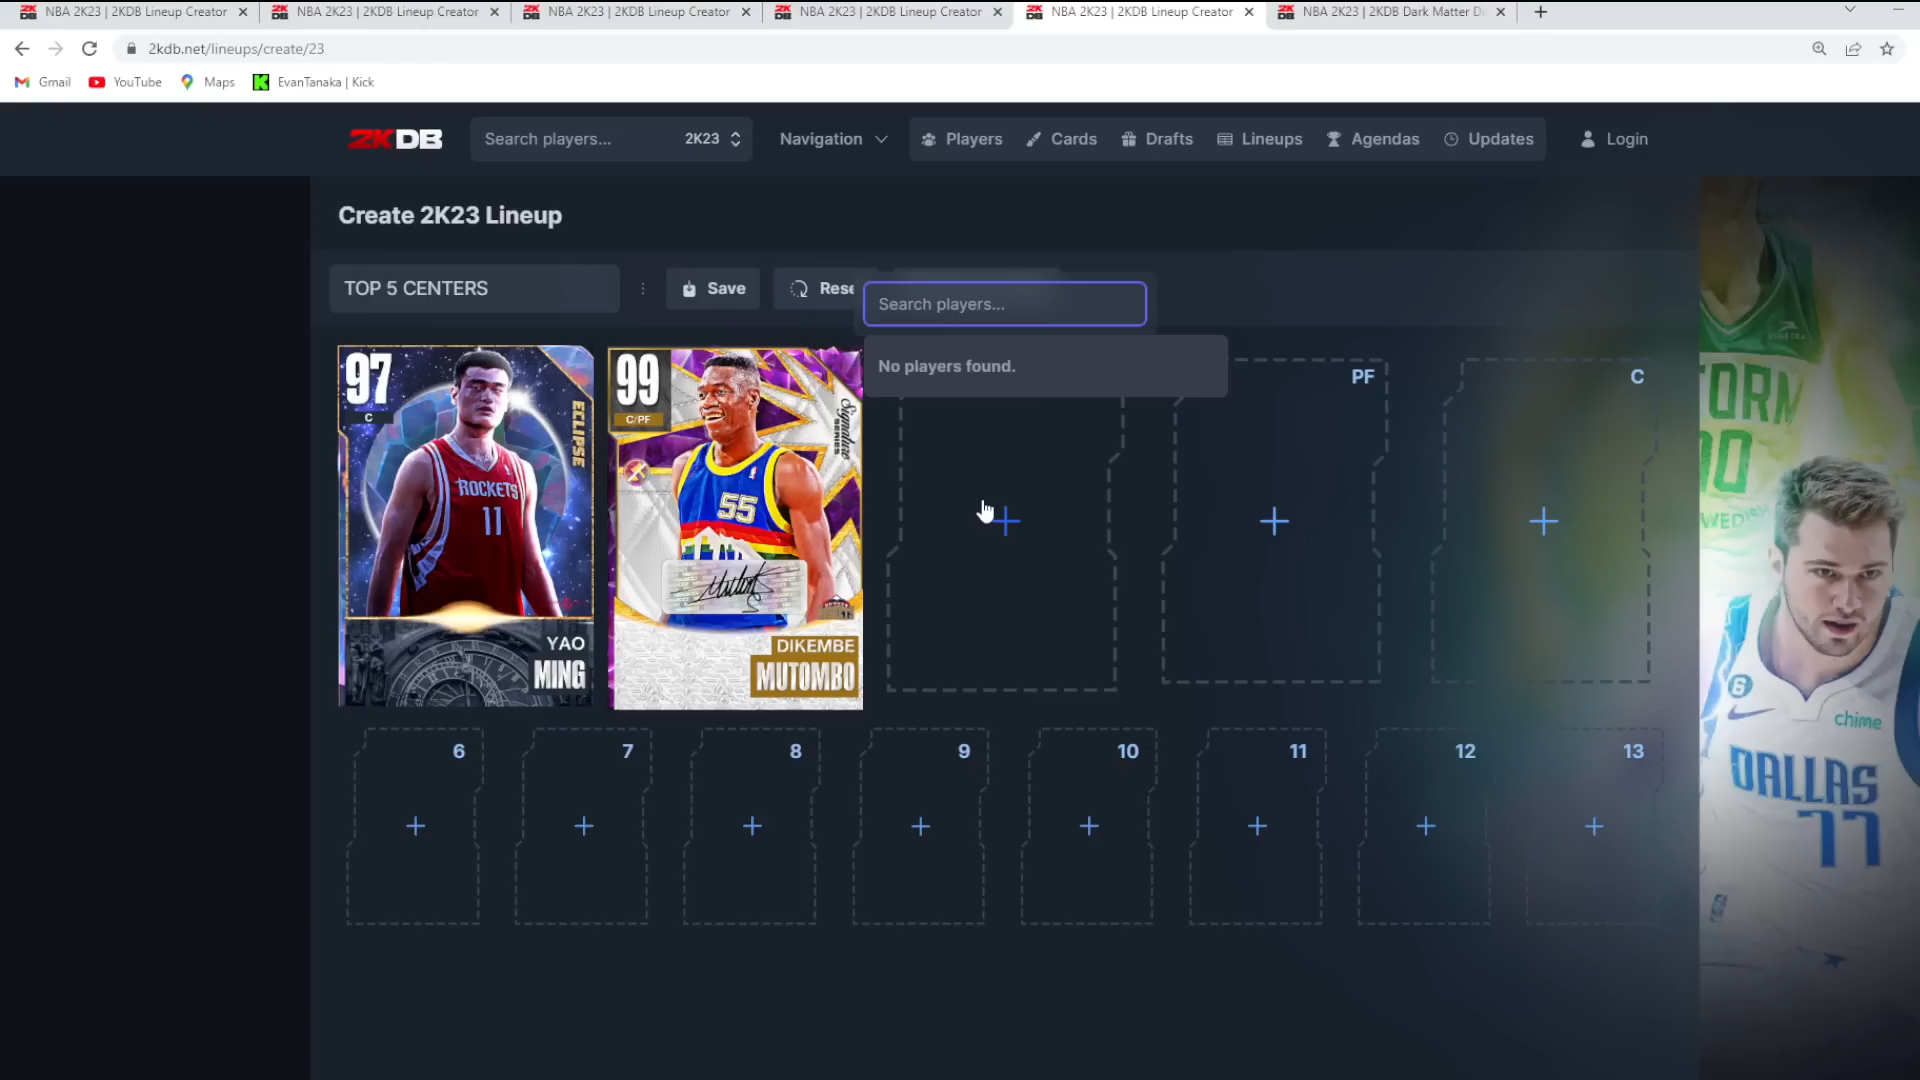 NBA 2K23 | 2KDB Lineup Creator
NBA 2K23 | 2KDB Lineup Creator
NBA 2K23 | 2KDB Lineup Creator
NBA 2K23 | 2KDB Lineup Creator
NBA 2K23 | 2KDB Lineup Creator
NBA 2K23 | 2KDB Dark Matter D
2kdb.net/lineups/create/23
Gmail
YouTube
Maps
EvanTanaka | Kick
2KDB
Search players...
2K23
Navigation
Players
Cards
Drafts
Lineups
Agendas
Updates
Login
Create 2K23 Lineup
TOP 5 CENTERS
Save
Rese
Search players...
No players found.
PF
C
97
C
ECLIPSE
ROCKETS
11
YAO
MING
99
C/PF
Signature
SERIES
55
DIKEMBE
MUTOMBO
6
7
8
9
10
11
12
13
6
chime
DALLAS
77